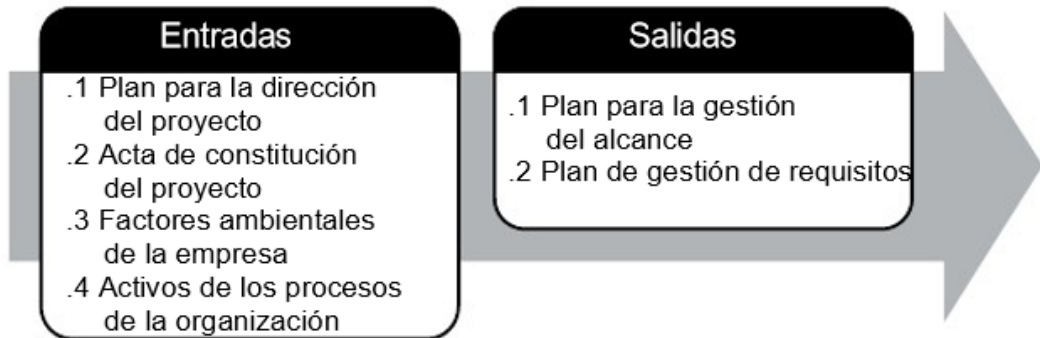 Entradas
.1 Plan para la dirección
del proyecto
.2 Acta de constitución
del proyecto
.3 Factores ambientales
de la empresa
.4 Activos de los procesos
de la organización
Salidas
.1 Plan para la gestión
del alcance
.2 Plan de gestión de requisitos